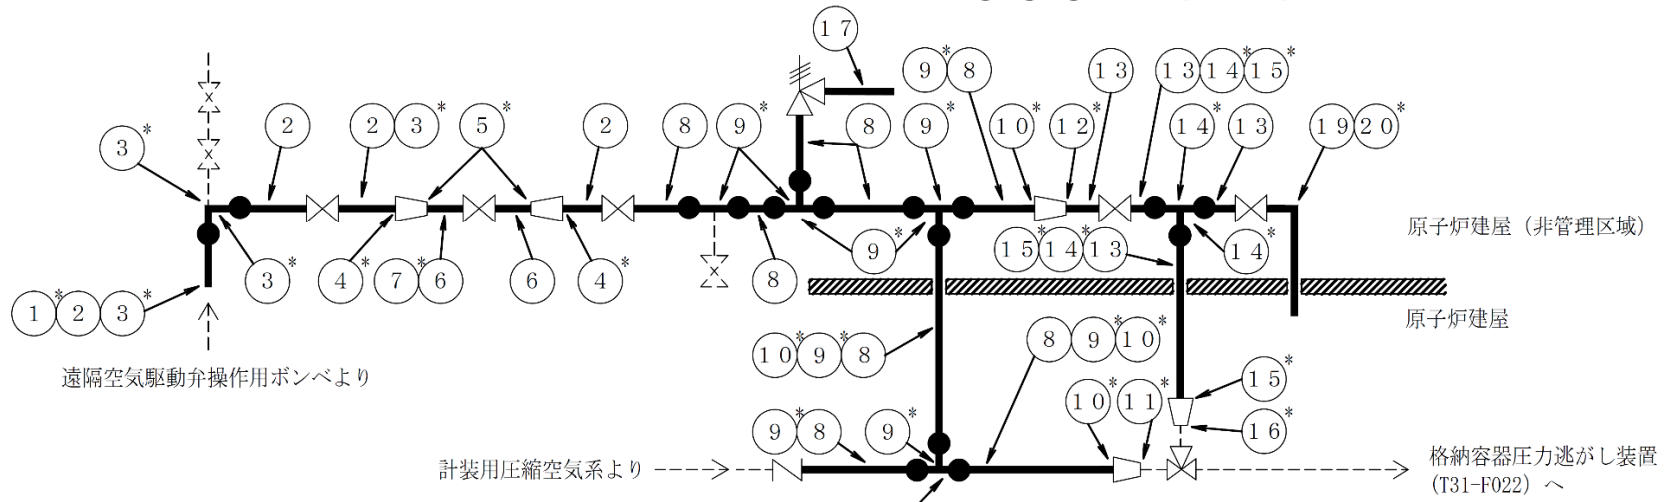 17
9* 8 13 13 14* 15*
3* 2 2 3* 5* 2 8 9* 8 9* 10* 12* 14* 13 19 20*
原子炉建屋（非管理区域）
1* 2 3* 3* 4* 7* 6 6 4* 8 9* 15* 14* 13 14*
原子炉建屋
遠隔空気駆動弁操作用ボンベより
10* 9* 8 8 9* 10*
15*
10* 11*
9* 8 9* 16*
計装用圧縮空気系より
格納容器圧力逃がし装置
(T31-F022) へ